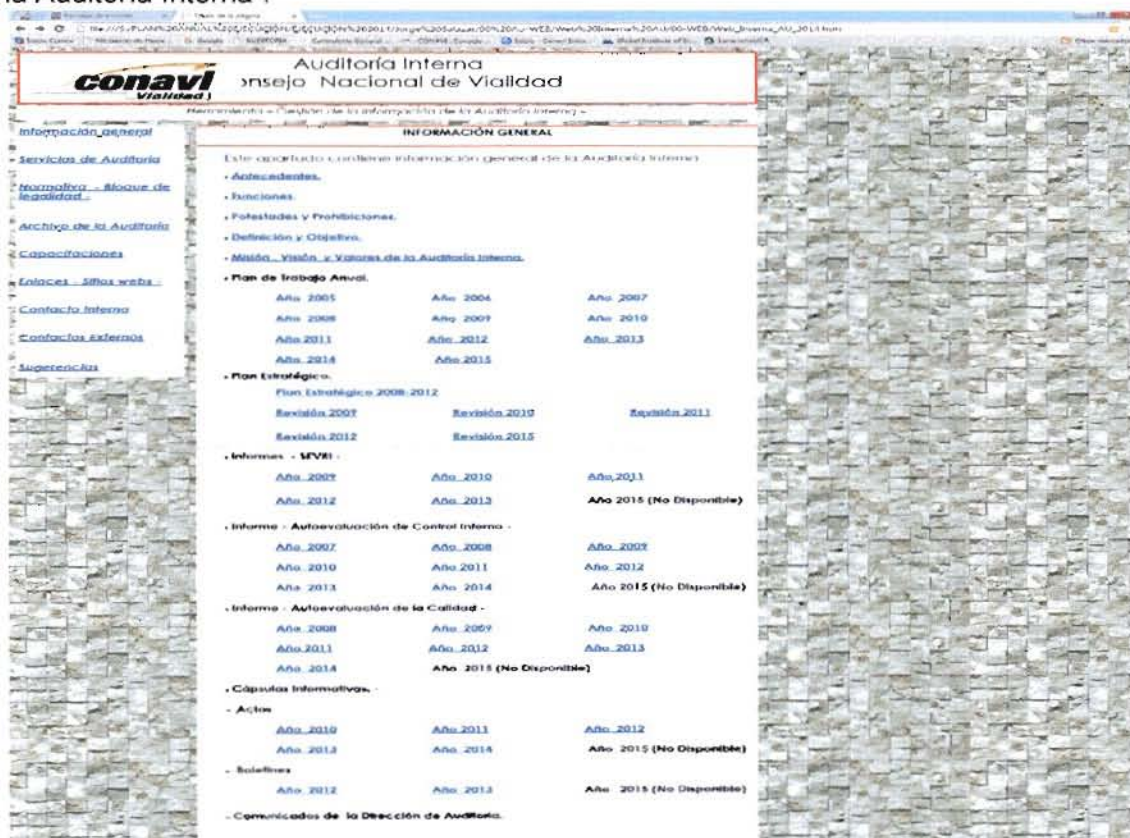 la Auditoría Interna .
Auditoría Interna
conavi onsejo Nacional de Vialidad
Vialidad)
Herramienta - Gestión de la información de la Auditoría Interna -
Información general
Servicios de Auditoría
Normativa - Bloque de
legalidad -
Archivo de la Auditoría
Capacitaciones
Enlaces - Sitios webs -
Contacto Interno
Contactos Externos
Sugerencias
INFORMACIÓN GENERAL
Este apartado contiene información general de la Auditoría Interna
. Antecedentes.
. Funciones.
. Potestades y Prohibiciones.
. Definición y Objetivo.
. Misión, Visión y Valores de la Auditoría Interna.
. Plan de Trabajo Anual.
Año 2005 Año 2006 Año 2007
Año 2008 Año 2009 Año 2010
Año 2011 Año 2012 Año 2013
Año 2014 Año 2015
. Plan Estratégico.
Plan Estratégico 2008-2012
Revisión 2009 Revisión 2010 Revisión 2011
Revisión 2012 Revisión 2015
. Informes - SEVRI -
Año 2009 Año 2010 Año 2011
Año 2012 Año 2013 Año 2015 (No Disponible)
. Informe - Autoevaluación de Control Interno -
Año 2007 Año 2008 Año 2009
Año 2010 Año 2011 Año 2012
Año 2013 Año 2014 Año 2015 (No Disponible)
. Informe - Autoevaluación de la Calidad -
Año 2008 Año 2009 Año 2010
Año 2011 Año 2012 Año 2013
Año 2014 Año 2015 (No Disponible)
. Cápsulas Informativas. -
- Actos
Año 2010 Año 2011 Año 2012
Año 2013 Año 2014 Año 2015 (No Disponible)
- Boletines
Año 2012 Año 2013 Año 2015 (No Disponible)
- Comunicados de la Dirección de Auditoría.